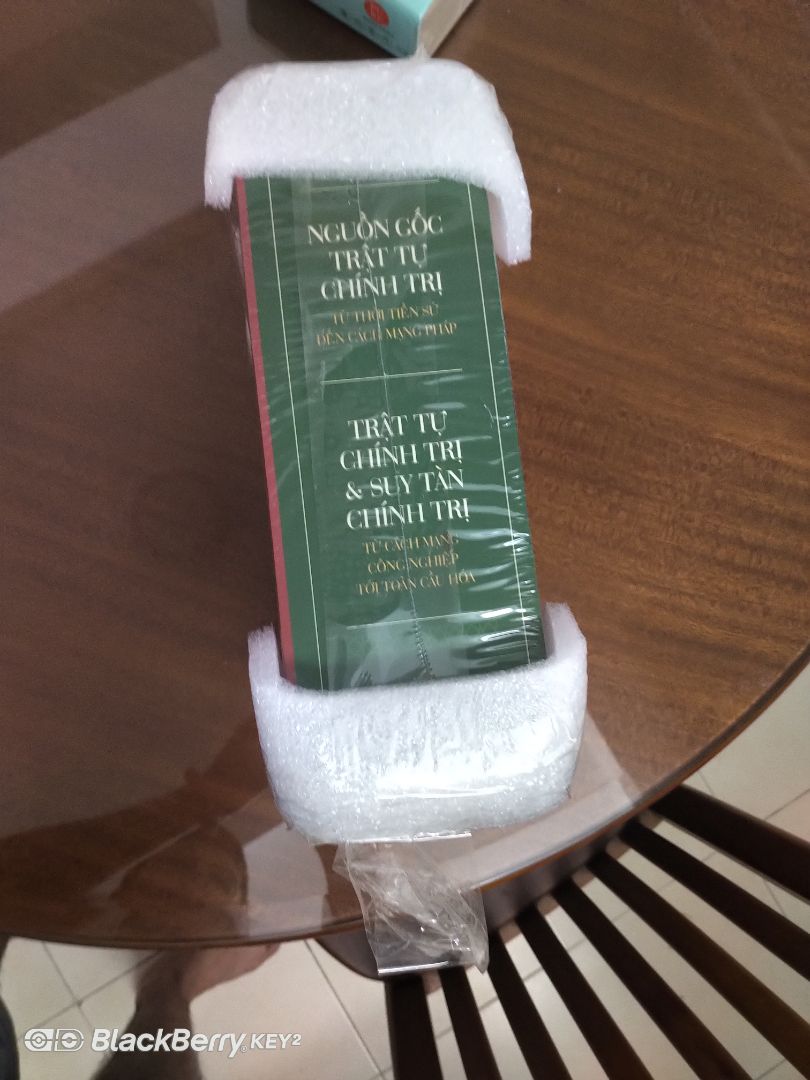 NGUỒN GỐC
TRẬT TỰ
CHÍNH TRỊ
TỪ THỜI TIỀN SỬ
ĐẾN CÁCH MẠNG PHÁP
TRẬT TỰ
CHÍNH TRỊ
& SUY TÀN
CHÍNH TRỊ
TỪ CÁCH MẠNG
CÔNG NGHIỆP
TỚI TOÀN CẦU HÓA
BlackBerry KEY²